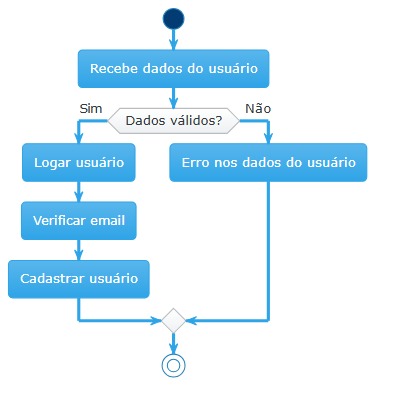 Recebe dados do usuário
Sim
Dados válidos?
Não
Logar usuário
Erro nos dados do usuário
Verificar email
Cadastrar usuário